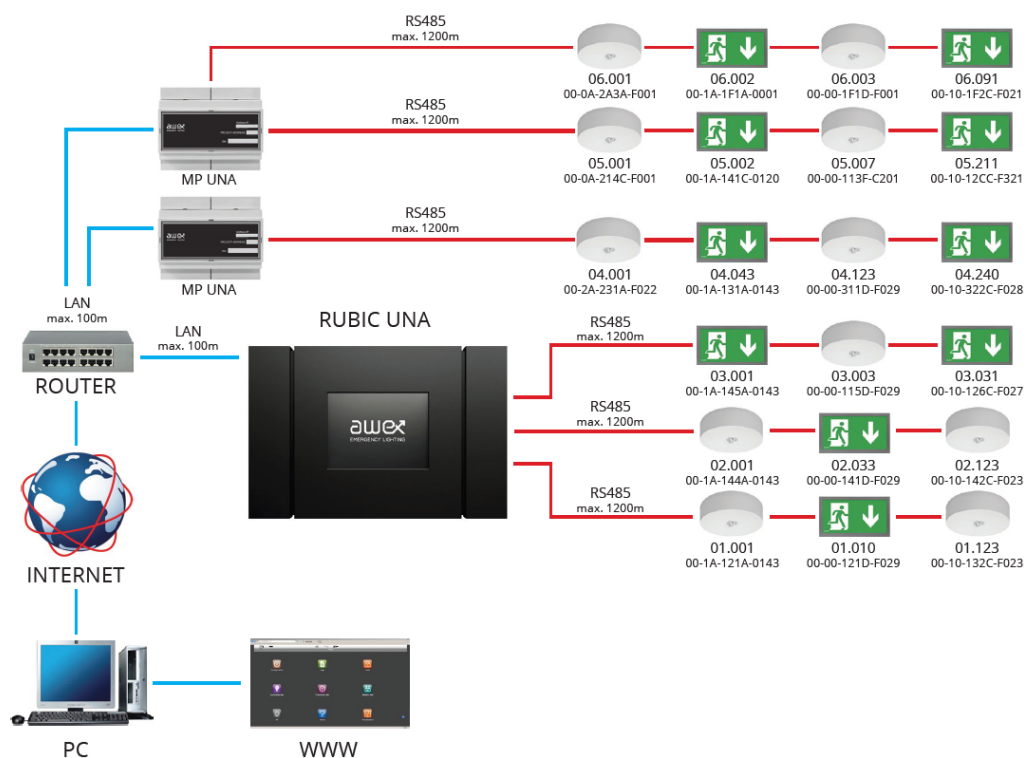 RS485
max. 1200m
06.001
00-0A-2A3A-F001
06.002
00-1A-1F1A-0001
06.003
00-00-1F1D-F001
06.091
00-10-1F2C-F021
awex
MP UNA
RS485
max. 1200m
05.001
00-0A-214C-F001
05.002
00-1A-141C-0120
05.007
00-00-113F-C201
05.211
00-10-12CC-F321
awex
MP UNA
RS485
max. 1200m
04.001
00-2A-231A-F022
04.043
00-1A-131A-0143
04.123
00-00-311D-F029
04.240
00-10-322C-F028
LAN
max. 100m
ROUTER
LAN
max. 100m
RUBIC UNA
awex
EMERGENCY LIGHTING
RS485
max. 1200m
03.001
00-1A-145A-0143
03.003
00-00-115D-F029
03.031
00-10-126C-F027
RS485
max. 1200m
02.001
00-1A-144A-0143
02.033
00-00-141D-F029
02.123
00-10-142C-F023
RS485
max. 1200m
01.001
00-1A-121A-0143
01.010
00-00-121D-F029
01.123
00-10-132C-F023
INTERNET
PC
WWW